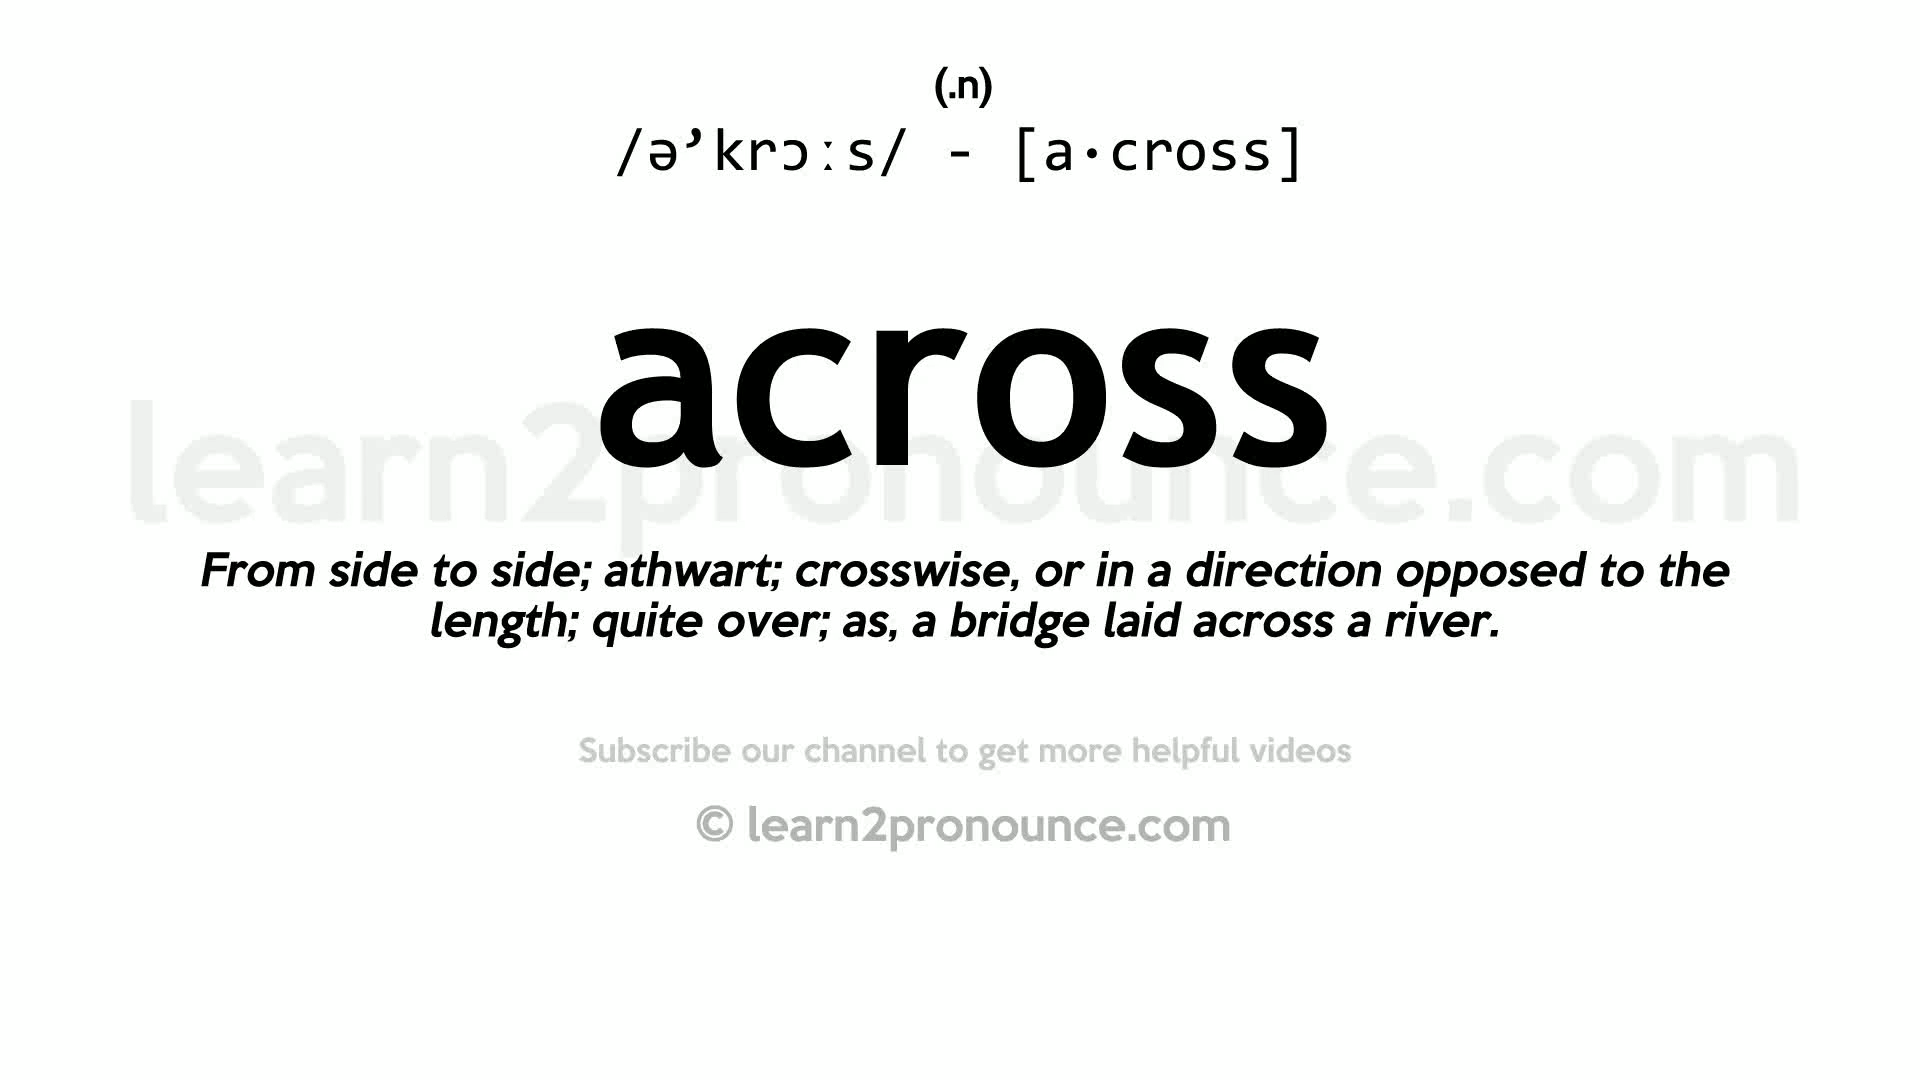 (.n)
/ə’krɔːs/ - [a·cross]
across
learn2pronounce.com
From side to side; athwart; crosswise, or in a direction opposed to the
length; quite over; as, a bridge laid across a river.
Subscribe our channel to get more helpful videos
© learn2pronounce.com